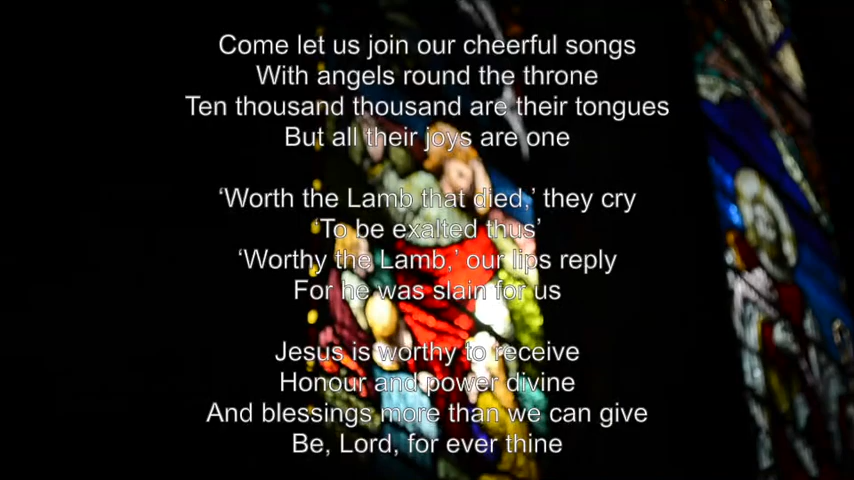 Come let us join our cheerful songs
With angels round the throne
Ten thousand thousand are their tongues
But all their joys are one
‘Worth the Lamb that died,’ they cry
‘To be exalted thus’
‘Worthy the Lamb,’ our lips reply
For he was slain for us
Jesus is worthy to receive
Honour and power divine
And blessings more than we can give
Be, Lord, for ever thine